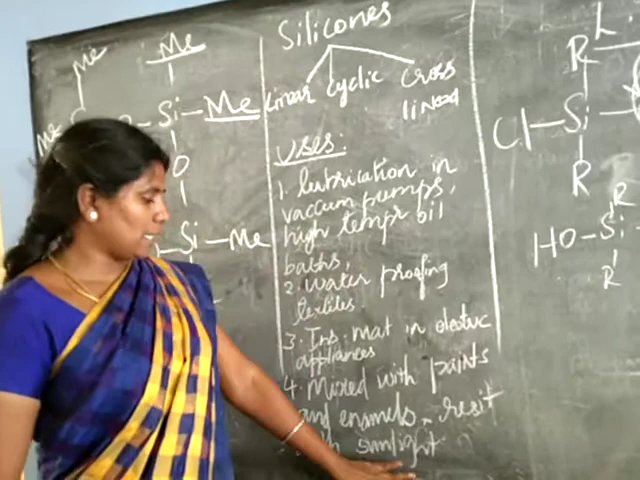 Me
Me
Si – Me
Me
O
Si – Me
Silicones
Linear cyclic cross
linked
Uses:
1. lubrication in
vaccum pumps,
high tempr oil
baths,
2. water proofing
textiles.
3. Ins. mat in electric
appliances
4. Mixed with paints
and enamels - resit
sunlight
R
Cl – Si –
R
R
HO – Si –
R